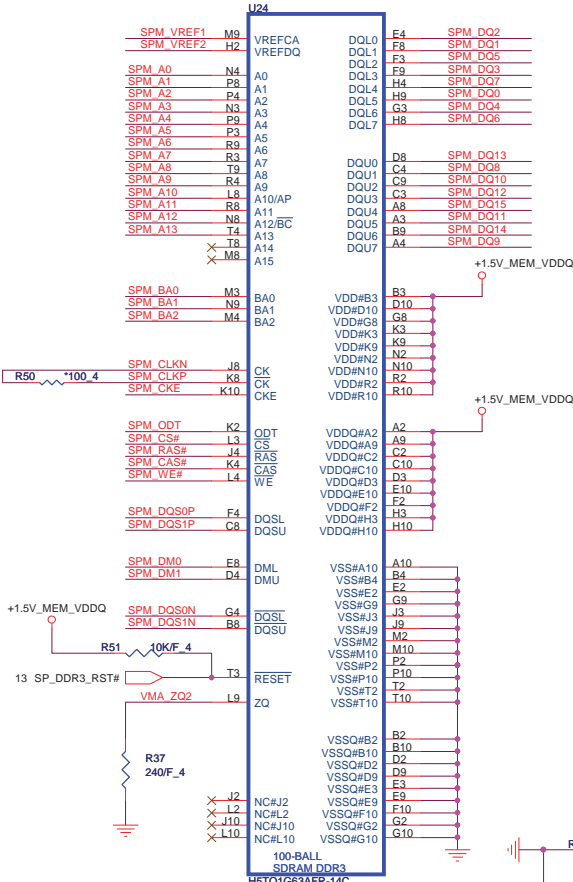 U24
SPM_VREF1 M9 VREFCA DQL0 E4 SPM_DQ2
SPM_VREF2 H2 VREFDQ DQL1 F8 SPM_DQ1
DQL2 F3 SPM_DQ5
SPM_A0 N4 A0 DQL3 F9 SPM_DQ3
SPM_A1 P8 A1 DQL4 H4 SPM_DQ7
SPM_A2 P4 A2 DQL5 H9 SPM_DQ0
SPM_A3 N3 A3 DQL6 G3 SPM_DQ4
SPM_A4 P9 A4 DQL7 H8 SPM_DQ6
SPM_A5 P3 A5
SPM_A6 R9 A6
SPM_A7 R3 A7 DQU0 D8 SPM_DQ13
SPM_A8 T9 A8 DQU1 C4 SPM_DQ8
SPM_A9 R4 A9 DQU2 C9 SPM_DQ10
SPM_A10 L8 A10/AP DQU3 C3 SPM_DQ12
SPM_A11 R8 A11 DQU4 A8 SPM_DQ15
SPM_A12 N8 A12/BC DQU5 A3 SPM_DQ11
SPM_A13 T4 A13 DQU6 B9 SPM_DQ14
T8 A14 DQU7 A4 SPM_DQ9
M8 A15
+1.5V_MEM_VDDQ
SPM_BA0 M3 BA0 VDD#B3 B3
SPM_BA1 N9 BA1 VDD#D10 D10
SPM_BA2 M4 BA2 VDD#G8 G8
VDD#K3 K3
VDD#K9 K9
VDD#N2 N2
SPM_CLKN J8 CK VDD#N10 N10
R50 *100_4 SPM_CLKP K8 CK VDD#R2 R2
SPM_CKE K10 CKE VDD#R10 R10
+1.5V_MEM_VDDQ
SPM_ODT K2 ODT VDDQ#A2 A2
SPM_CS# L3 CS VDDQ#A9 A9
SPM_RAS# J4 RAS VDDQ#C2 C2
SPM_CAS# K4 CAS VDDQ#C10 C10
SPM_WE# L4 WE VDDQ#D3 D3
VDDQ#E10 E10
VDDQ#F2 F2
SPM_DQS0P F4 DQSL VDDQ#H3 H3
SPM_DQS1P C8 DQSU VDDQ#H10 H10
SPM_DM0 E8 DML VSS#A10 A10
SPM_DM1 D4 DMU VSS#B4 B4
VSS#E2 E2
+1.5V_MEM_VDDQ VSS#G9 G9
SPM_DQS0N G4 DQSL VSS#J3 J3
SPM_DQS1N B8 DQSU VSS#J9 J9
VSS#M2 M2
R51 10K/F_4 VSS#M10 M10
VSS#P2 P2
13 SP_DDR3_RST# T3 RESET VSS#P10 P10
VSS#T2 T2
VMA_ZQ2 L9 ZQ VSS#T10 T10
VSSQ#B2 B2
VSSQ#B10 B10
R37 VSSQ#D2 D2
240/F_4 VSSQ#D9 D9
VSSQ#E3 E3
J2 NC#J2 VSSQ#E9 E9
L2 NC#L2 VSSQ#F10 F10
J10 NC#J10 VSSQ#G2 G2
L10 NC#L10 VSSQ#G10 G10
100-BALL
SDRAM DDR3
H5TQ1G63AFR-14C